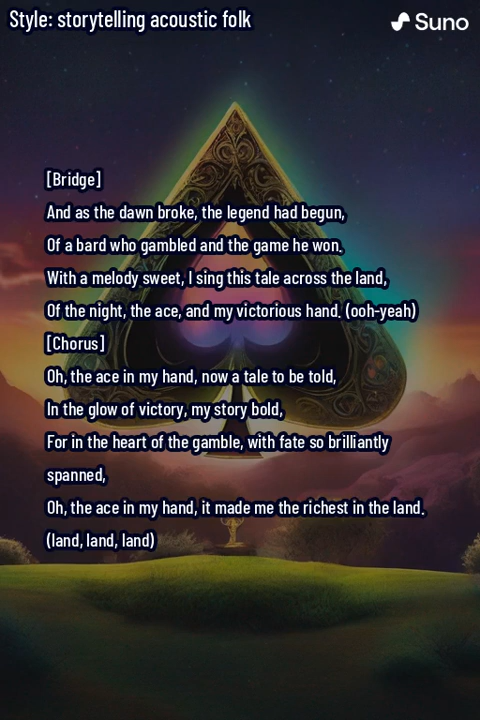 Style: storytelling acoustic folk
Suno
[Bridge]
And as the dawn broke, the legend had begun,
Of a bard who gambled and the game he won.
With a melody sweet, I sing this tale across the land,
Of the night, the ace, and my victorious hand. (ooh-yeah)
[Chorus]
Oh, the ace in my hand, now a tale to be told,
In the glow of victory, my story bold,
For in the heart of the gamble, with fate so brilliantly
spanned,
Oh, the ace in my hand, it made me the richest in the land.
(land, land, land)